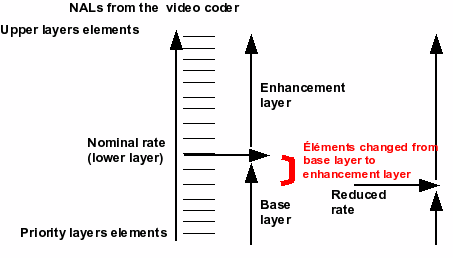 NALs from the video coder
Upper layers elements
Enhancement
layer
Nominal rate
(lower layer)
Éléments changed from
base layer to
enhancement layer
Reduced
rate
Base
layer
Priority layers elements